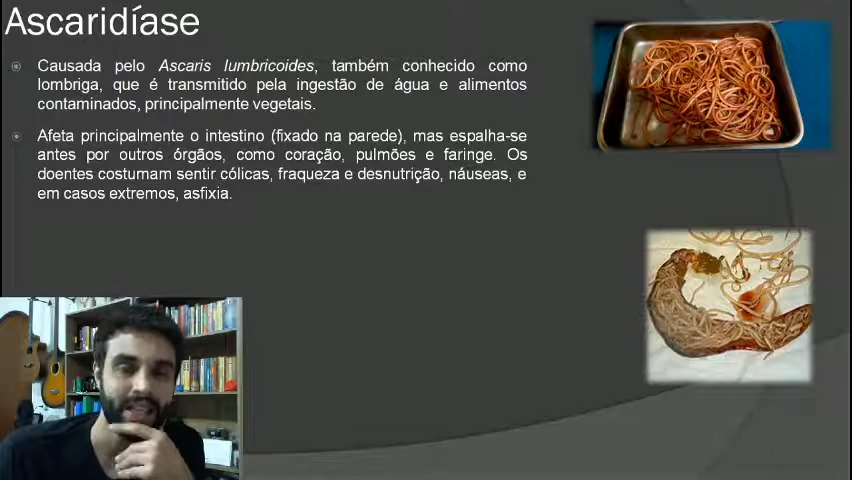 Ascaridíase
Causada pelo Ascaris lumbricoides, também conhecido como
lombriga, que é transmitido pela ingestão de água e alimentos
contaminados, principalmente vegetais.
Afeta principalmente o intestino (fixado na parede), mas espalha-se
antes por outros órgãos, como coração, pulmões e faringe. Os
doentes costumam sentir cólicas, fraqueza e desnutrição, náuseas, e
em casos extremos, asfixia.